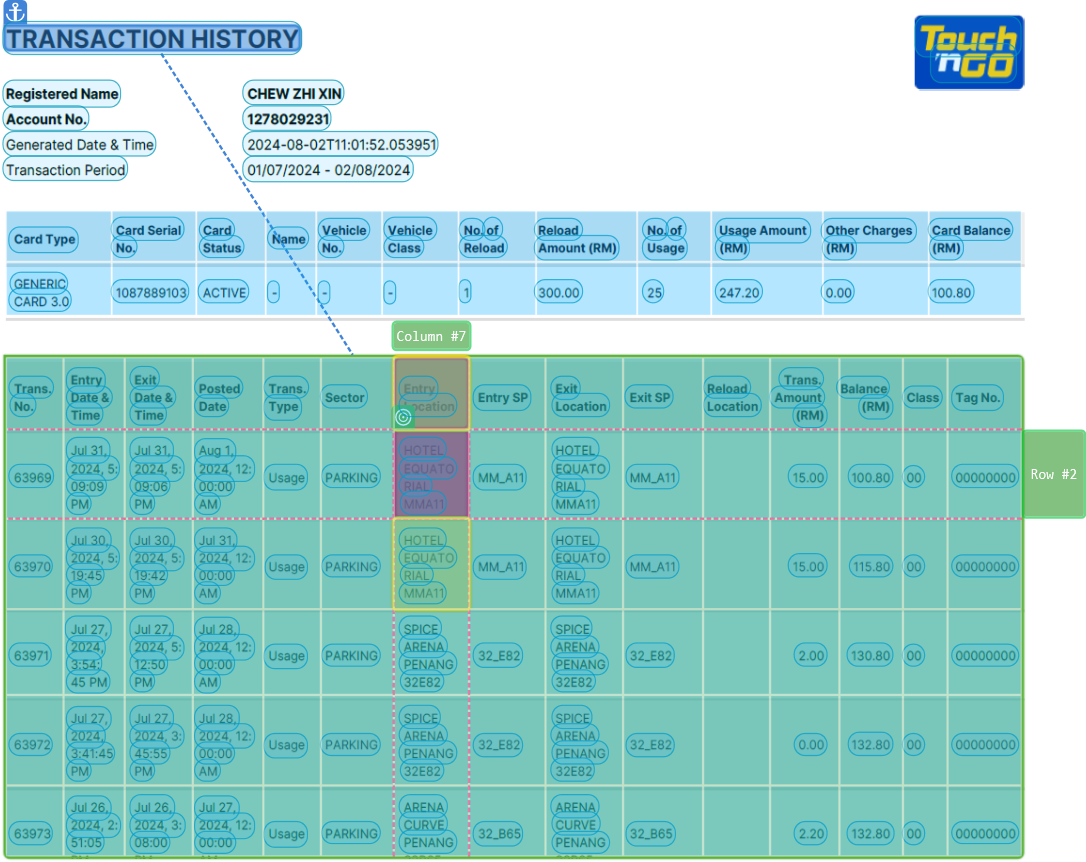 TRANSACTION HISTORY
Touch
'n GO
Registered Name CHEW ZHI XIN
Account No. 1278029231
Generated Date & Time 2024-08-02T11:01:52.053951
Transaction Period 01/07/2024 - 02/08/2024
Card Type Card Serial No. Card Status Name Vehicle No. Vehicle Class No. of Reload Reload Amount (RM) No. of Usage Usage Amount (RM) Other Charges (RM) Card Balance (RM)
GENERIC CARD 3.0 1087889103 ACTIVE - - - 1 300.00 25 247.20 0.00 100.80
Column #7
Trans. No. Entry Date & Time Exit Date & Time Posted Date Trans. Type Sector Entry Location Entry SP Exit Location Exit SP Reload Location Trans. Amount (RM) Balance (RM) Class Tag No.
63969 Jul 31, 2024, 5:09:09 PM Jul 31, 2024, 5:09:06 PM Aug 1, 2024, 12:00:00 AM Usage PARKING HOTEL EQUATORIAL MMA11 MM_A11 HOTEL EQUATORIAL MMA11 MM_A11 15.00 100.80 00 00000000
Row #2
63970 Jul 30, 2024, 5:19:45 PM Jul 30, 2024, 5:19:42 PM Jul 31, 2024, 12:00:00 AM Usage PARKING HOTEL EQUATORIAL MMA11 MM_A11 HOTEL EQUATORIAL MMA11 MM_A11 15.00 115.80 00 00000000
63971 Jul 27, 2024, 3:54:45 PM Jul 27, 2024, 5:12:50 PM Jul 28, 2024, 12:00:00 AM Usage PARKING SPICE ARENA PENANG 32E82 32_E82 SPICE ARENA PENANG 32E82 32_E82 2.00 130.80 00 00000000
63972 Jul 27, 2024, 3:41:45 PM Jul 27, 2024, 3:45:55 PM Jul 28, 2024, 12:00:00 AM Usage PARKING SPICE ARENA PENANG 32E82 32_E82 SPICE ARENA PENANG 32E82 32_E82 0.00 132.80 00 00000000
63973 Jul 26, 2024, 2:51:05 Jul 26, 2024, 3:08:00 Jul 27, 2024, 12:00:00 Usage PARKING ARENA CURVE PENANG 32_B65 ARENA CURVE PENANG 32_B65 2.20 132.80 00 00000000